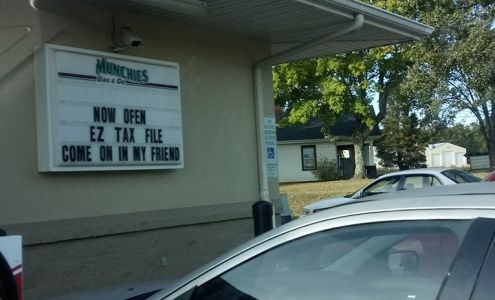 MUNCHIES
NOW OPEN
EZ TAX FILE
COME ON IN MY FRIEND